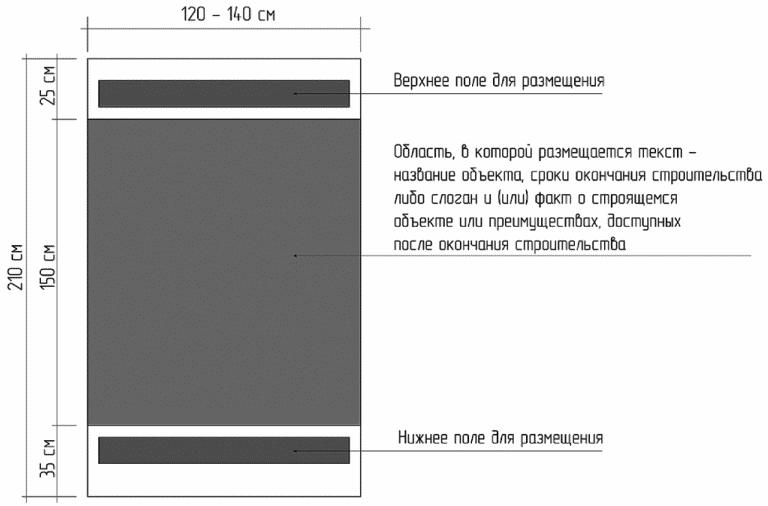 120 – 140 см
25 см
Верхнее поле для размещения
Область, в которой размещается текст –
название объекта, сроки окончания строительства
либо слоган и (или) факт о строящемся
объекте или преимуществах, доступных
после окончания строительства
210 см
150 см
Нижнее поле для размещения
35 см